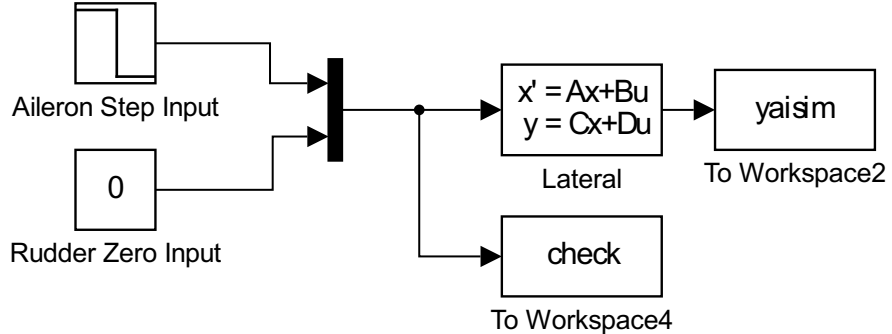 Aileron Step Input
0
Rudder Zero Input
x' = Ax+Bu
y = Cx+Du
Lateral
yaisim
To Workspace2
check
To Workspace4